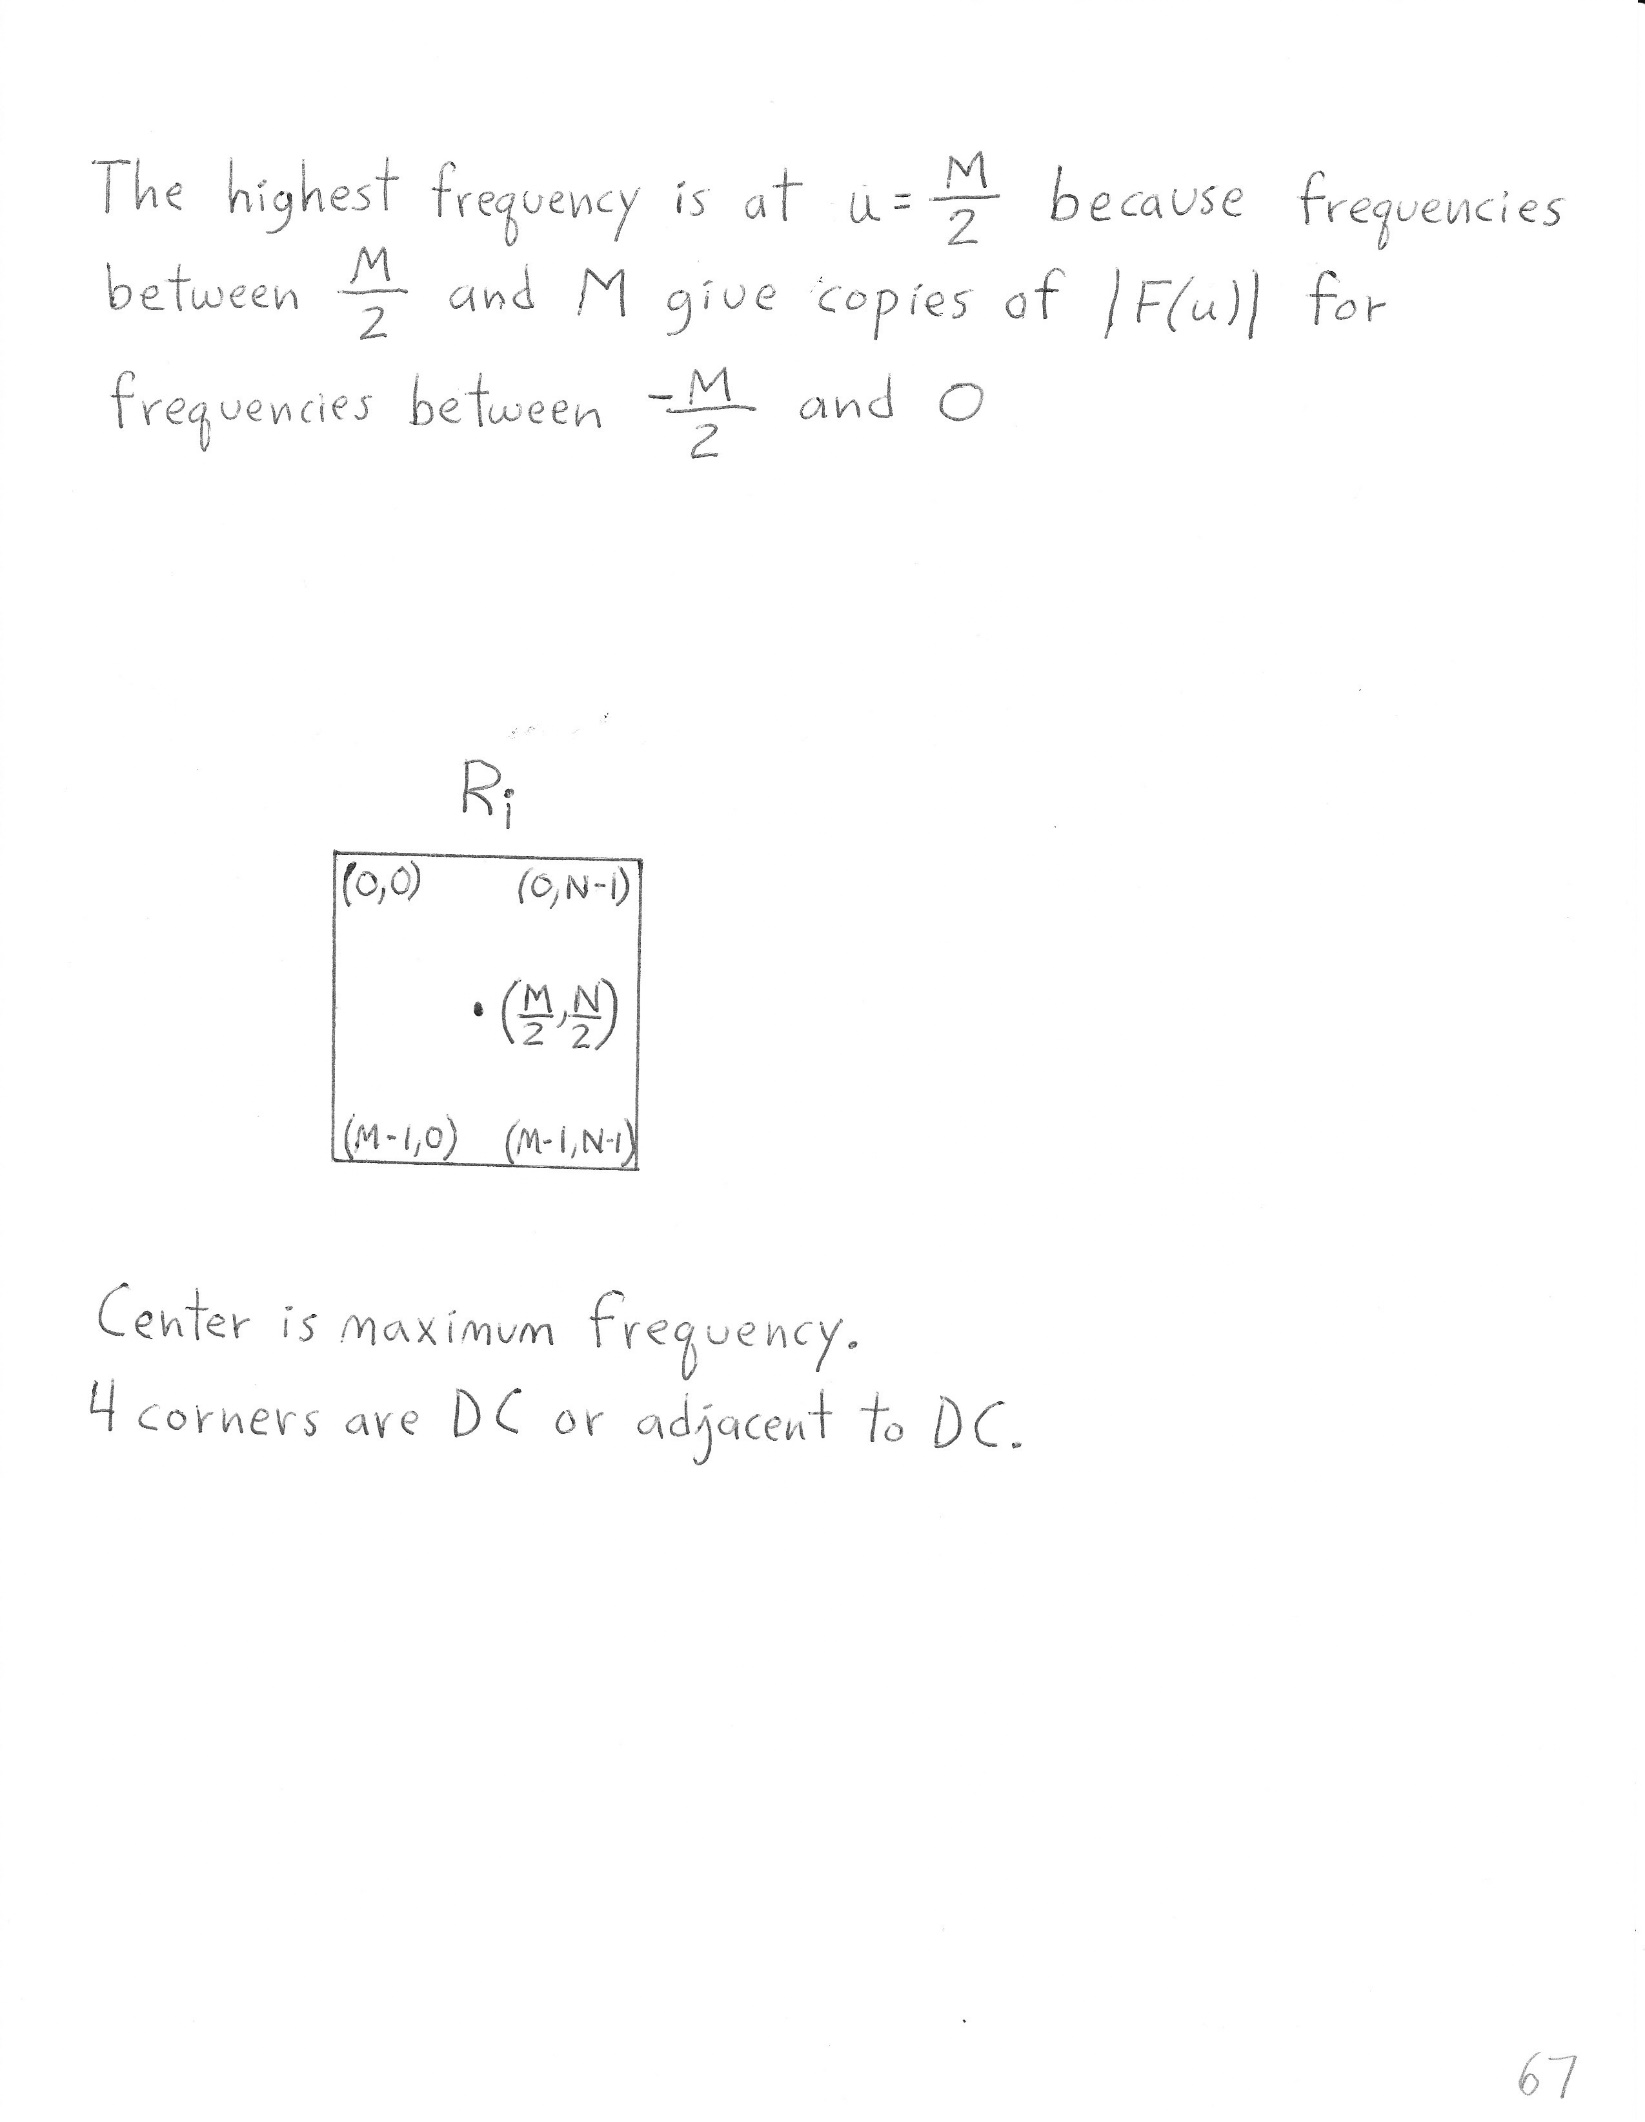 The highest frequency is at u = M/2 because frequencies
between M/2 and M give copies of |F(u)| for
frequencies between -M/2 and 0
Ri
(0,0) (0,N-1)
(M/2, N/2)
(M-1,0) (M-1,N-1)
Center is maximum frequency.
4 corners are DC or adjacent to DC.
67